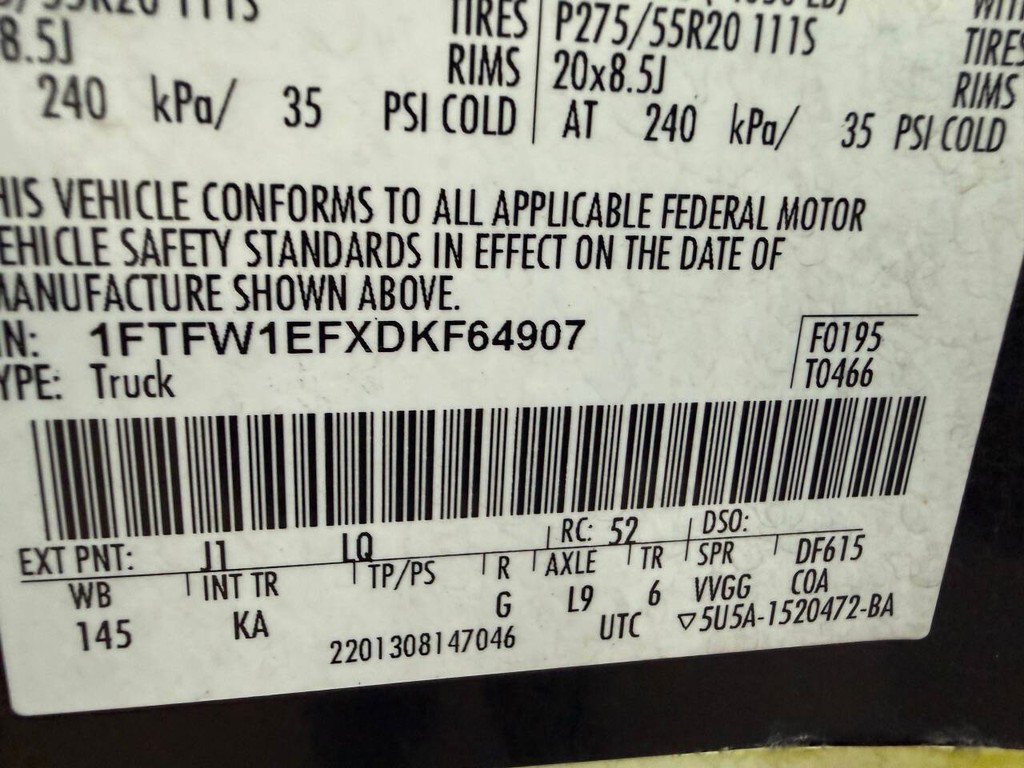 TIRES P275/55R20 111S TIRES
8.5J RIMS 20x8.5J RIMS
240 kPa/ 35 PSI COLD AT 240 kPa/ 35 PSI COLD
HIS VEHICLE CONFORMS TO ALL APPLICABLE FEDERAL MOTOR
EHICLE SAFETY STANDARDS IN EFFECT ON THE DATE OF
MANUFACTURE SHOWN ABOVE.
IN: 1FTFW1EFXDKF64907 F0195
YPE: Truck T0466
EXT PNT: J1 LQ RC: 52 DSO:
WB INT TR TP/PS R AXLE TR SPR DF615
145 KA G L9 6 VVGG COA
2201308147046 UTC ▽5U5A-1520472-BA